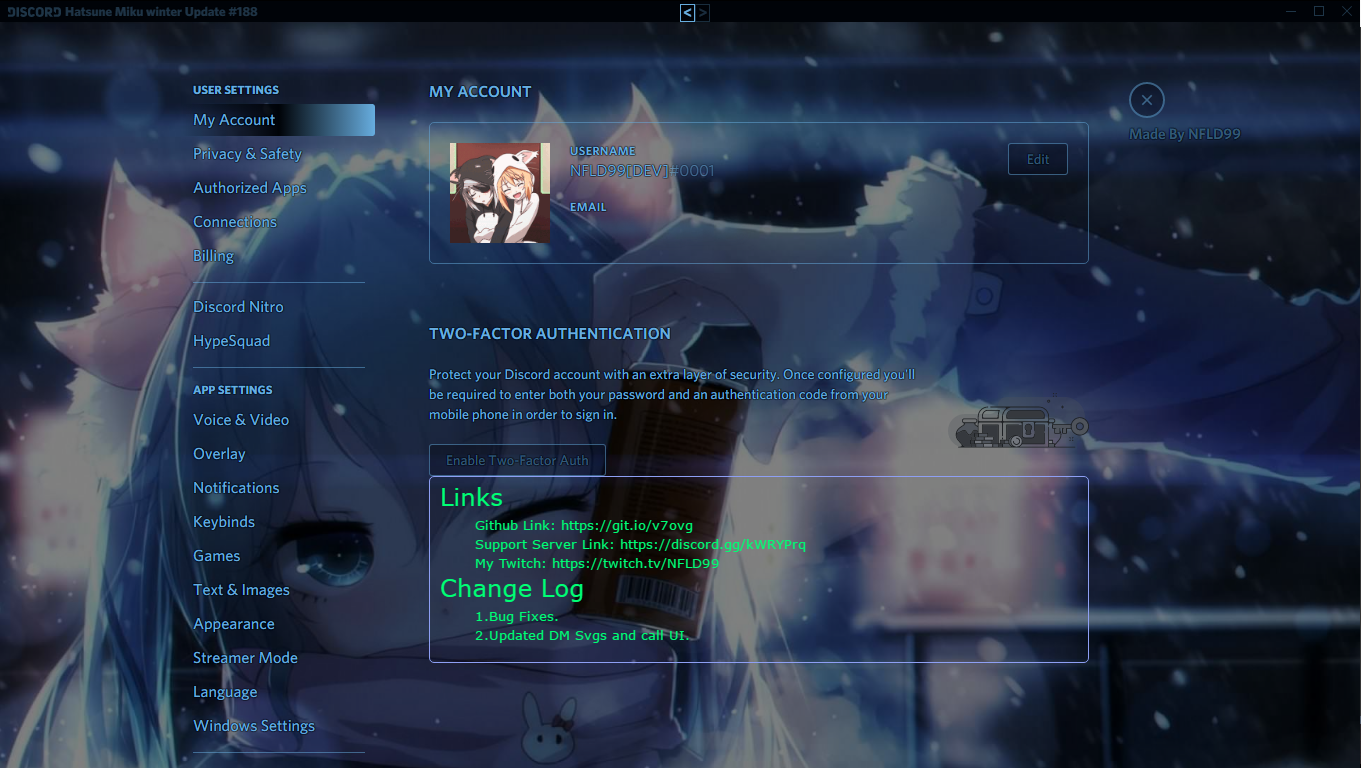 DISCORD Hatsune Miku winter Update #188
< >
USER SETTINGS
My Account
Privacy & Safety
Authorized Apps
Connections
Billing
Discord Nitro
HypeSquad
APP SETTINGS
Voice & Video
Overlay
Notifications
Keybinds
Games
Text & Images
Appearance
Streamer Mode
Language
Windows Settings
MY ACCOUNT
USERNAME
NFLD99[DEV]#0001
EMAIL
Edit
Made By NFLD99
TWO-FACTOR AUTHENTICATION
Protect your Discord account with an extra layer of security. Once configured you'll
be required to enter both your password and an authentication code from your
mobile phone in order to sign in.
Enable Two-Factor Auth
Links
Github Link: https://git.io/v7ovg
Support Server Link: https://discord.gg/kWRYPrq
My Twitch: https://twitch.tv/NFLD99
Change Log
1.Bug Fixes.
2.Updated DM Svgs and call UI.